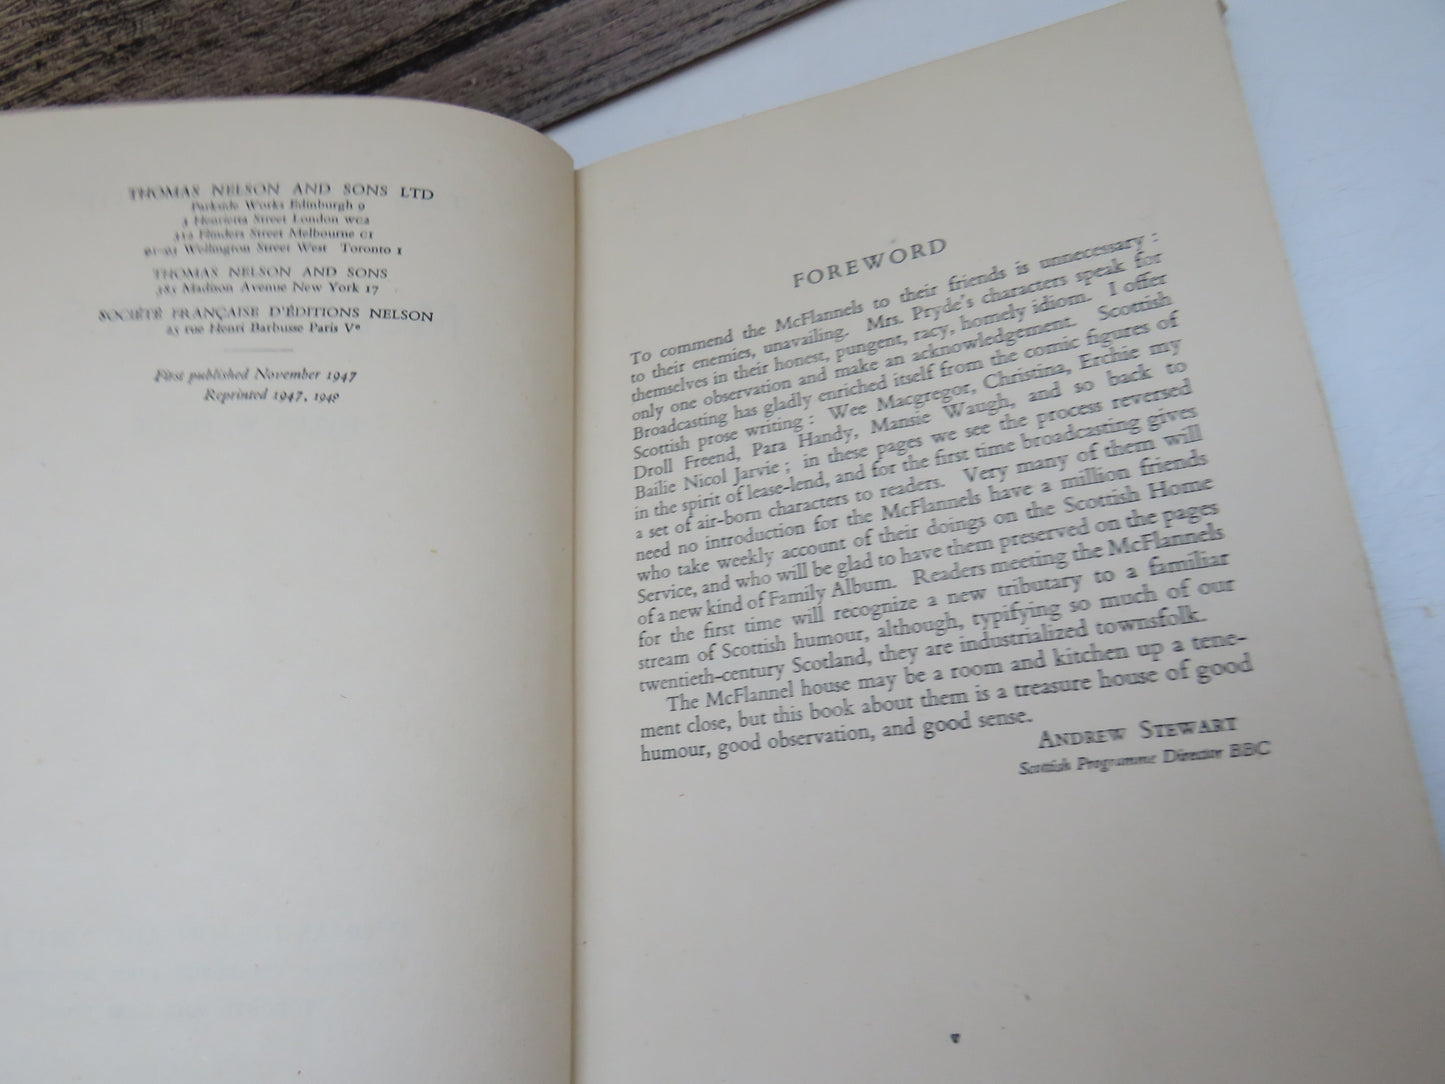 THOMAS NELSON AND SONS LTD
Parkside Works Edinburgh 9
3 Henrietta Street London WC2
312 Flinders Street Melbourne C1
91-93 Wellington Street West Toronto 1
THOMAS NELSON AND SONS
385 Madison Avenue New York 17
SOCIÉTÉ FRANÇAISE D'ÉDITIONS NELSON
25 rue Henri Barbusse Paris Ve
First published November 1947
Reprinted 1947, 1949
FOREWORD
To commend the McFlannels to their friends is unnecessary :
to their enemies, unavailing. Mrs. Pryde's characters speak for
themselves in their honest, pungent, racy, homely idiom. I offer
only one observation and make an acknowledgement. Scottish
Broadcasting has gladly enriched itself from the comic figures of
Scottish prose writing : Wee Macgregor, Christina, Erchie my
Droll Freend, Para Handy, Mansie Waugh, and so back to
Bailie Nicol Jarvie ; in these pages we see the process reversed
in the spirit of lease-lend, and for the first time broadcasting gives
a set of air-born characters to readers. Very many of them will
need no introduction for the McFlannels have a million friends
who take weekly account of their doings on the Scottish Home
Service, and who will be glad to have them preserved on the pages
of a new kind of Family Album. Readers meeting the McFlannels
for the first time will recognize a new tributary to a familiar
stream of Scottish humour, although, typifying so much of our
twentieth-century Scotland, they are industrialized townsfolk.
The McFlannel house may be a room and kitchen up a tene-
ment close, but this book about them is a treasure house of good
humour, good observation, and good sense.
ANDREW STEWART
Scottish Programme Director BBC
v